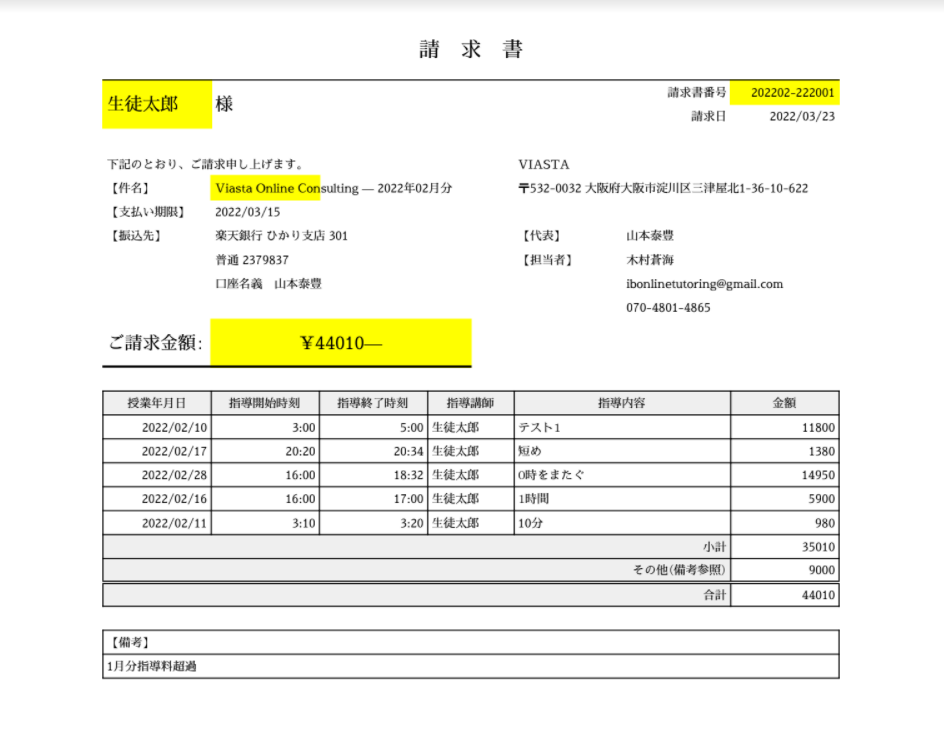 請 求 書
生徒太郎 様
請求書番号 202202-222001
請求日 2022/03/23
下記のとおり、ご請求申し上げます。
【件名】 Viasta Online Consulting — 2022年02月分
【支払い期限】 2022/03/15
【振込先】 楽天銀行 ひかり支店 301
普通 2379837
口座名義 山本泰豊
VIASTA
〒532-0032 大阪府大阪市淀川区三津屋北1-36-10-622
【代表】 山本泰豊
【担当者】 木村蒼海
ibonlinetutoring@gmail.com
070-4801-4865
ご請求金額: ¥44010—
授業年月日 指導開始時刻 指導終了時刻 指導講師 指導内容 金額
2022/02/10 3:00 5:00 生徒太郎 テスト1 11800
2022/02/17 20:20 20:34 生徒太郎 短め 1380
2022/02/28 16:00 18:32 生徒太郎 0時をまたぐ 14950
2022/02/16 16:00 17:00 生徒太郎 1時間 5900
2022/02/11 3:10 3:20 生徒太郎 10分 980
小計 35010
その他(備考参照) 9000
合計 44010
【備考】
1月分指導料超過